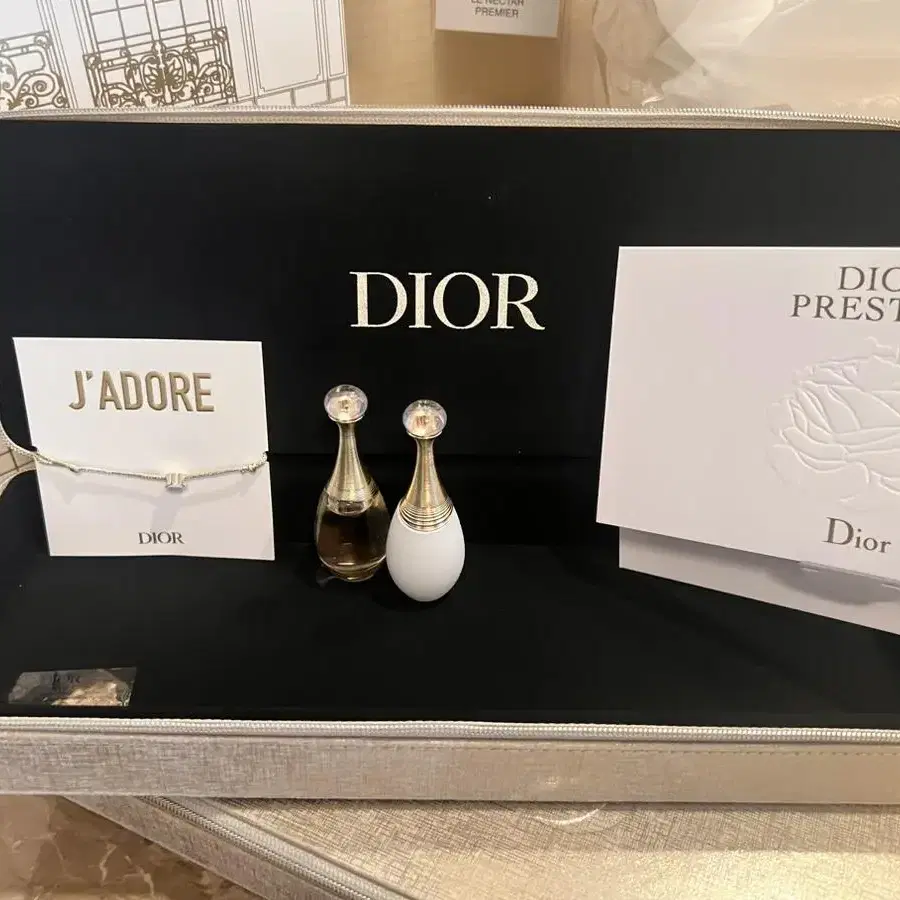 LE NECTAR
PREMIER
DIOR
J'ADORE
DIOR
DIO
PREST
Dior